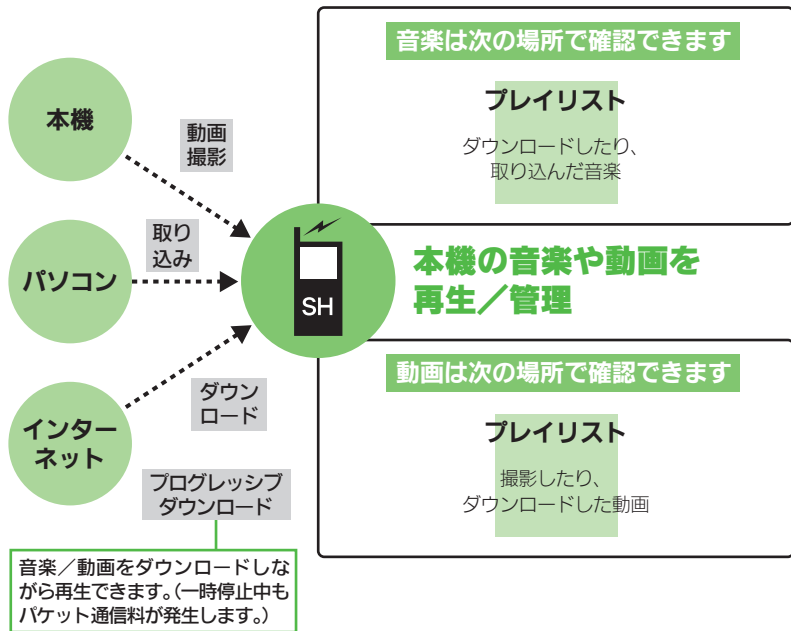 本機
動画
撮影
パソコン
取り
込み
インター
ネット
ダウン
ロード
プログレッシブ
ダウンロード
音楽／動画をダウンロードしな
がら再生できます。（一時停止中も
パケット通信料が発生します。）
SH
音楽は次の場所で確認できます
プレイリスト
ダウンロードしたり、
取り込んだ音楽
本機の音楽や動画を
再生／管理
動画は次の場所で確認できます
プレイリスト
撮影したり、
ダウンロードした動画